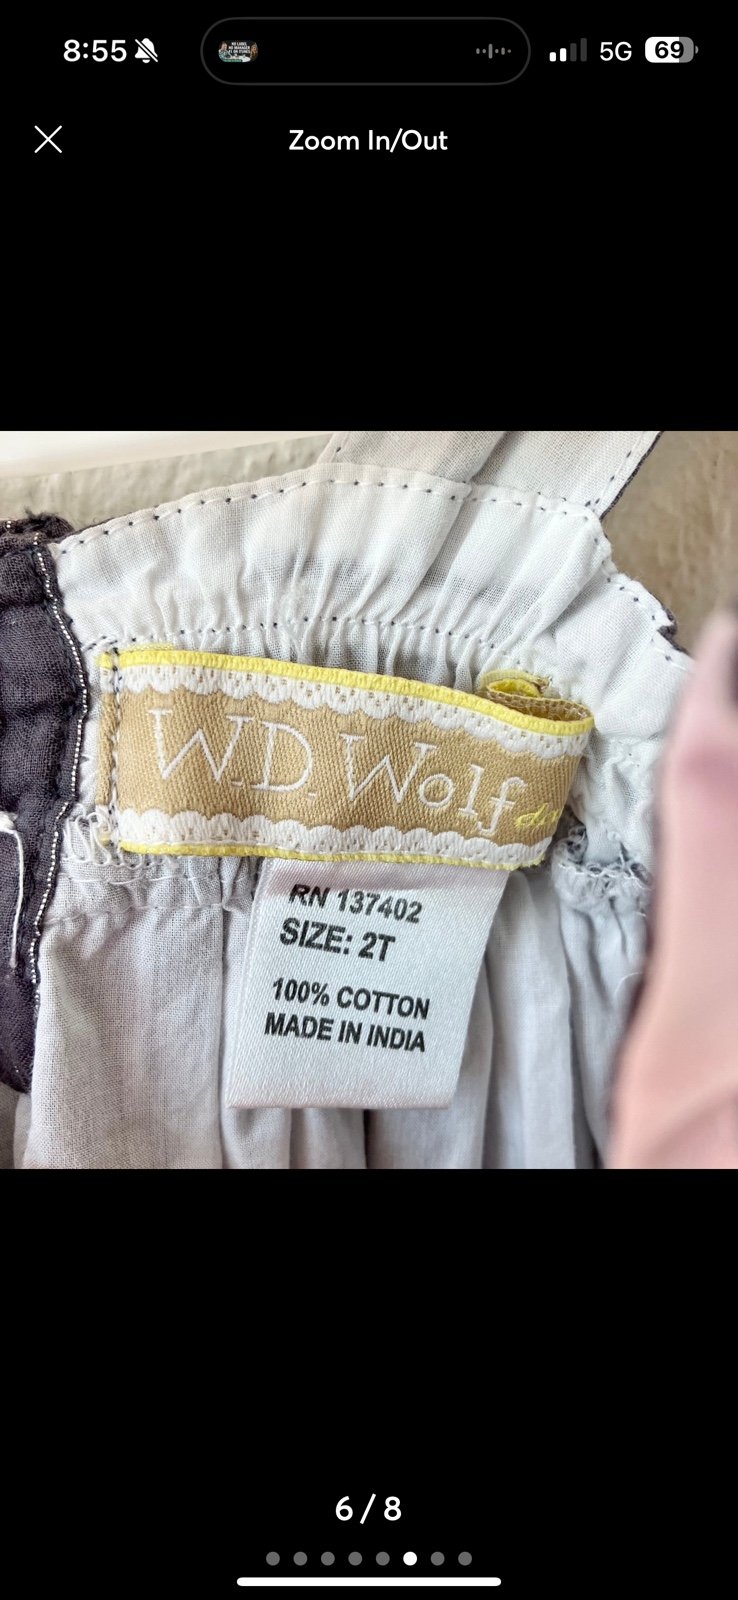 8:55
5G
69
Zoom In/Out
W.D. Wolf
RN 137402
SIZE: 2T
100% COTTON
MADE IN INDIA
6 / 8